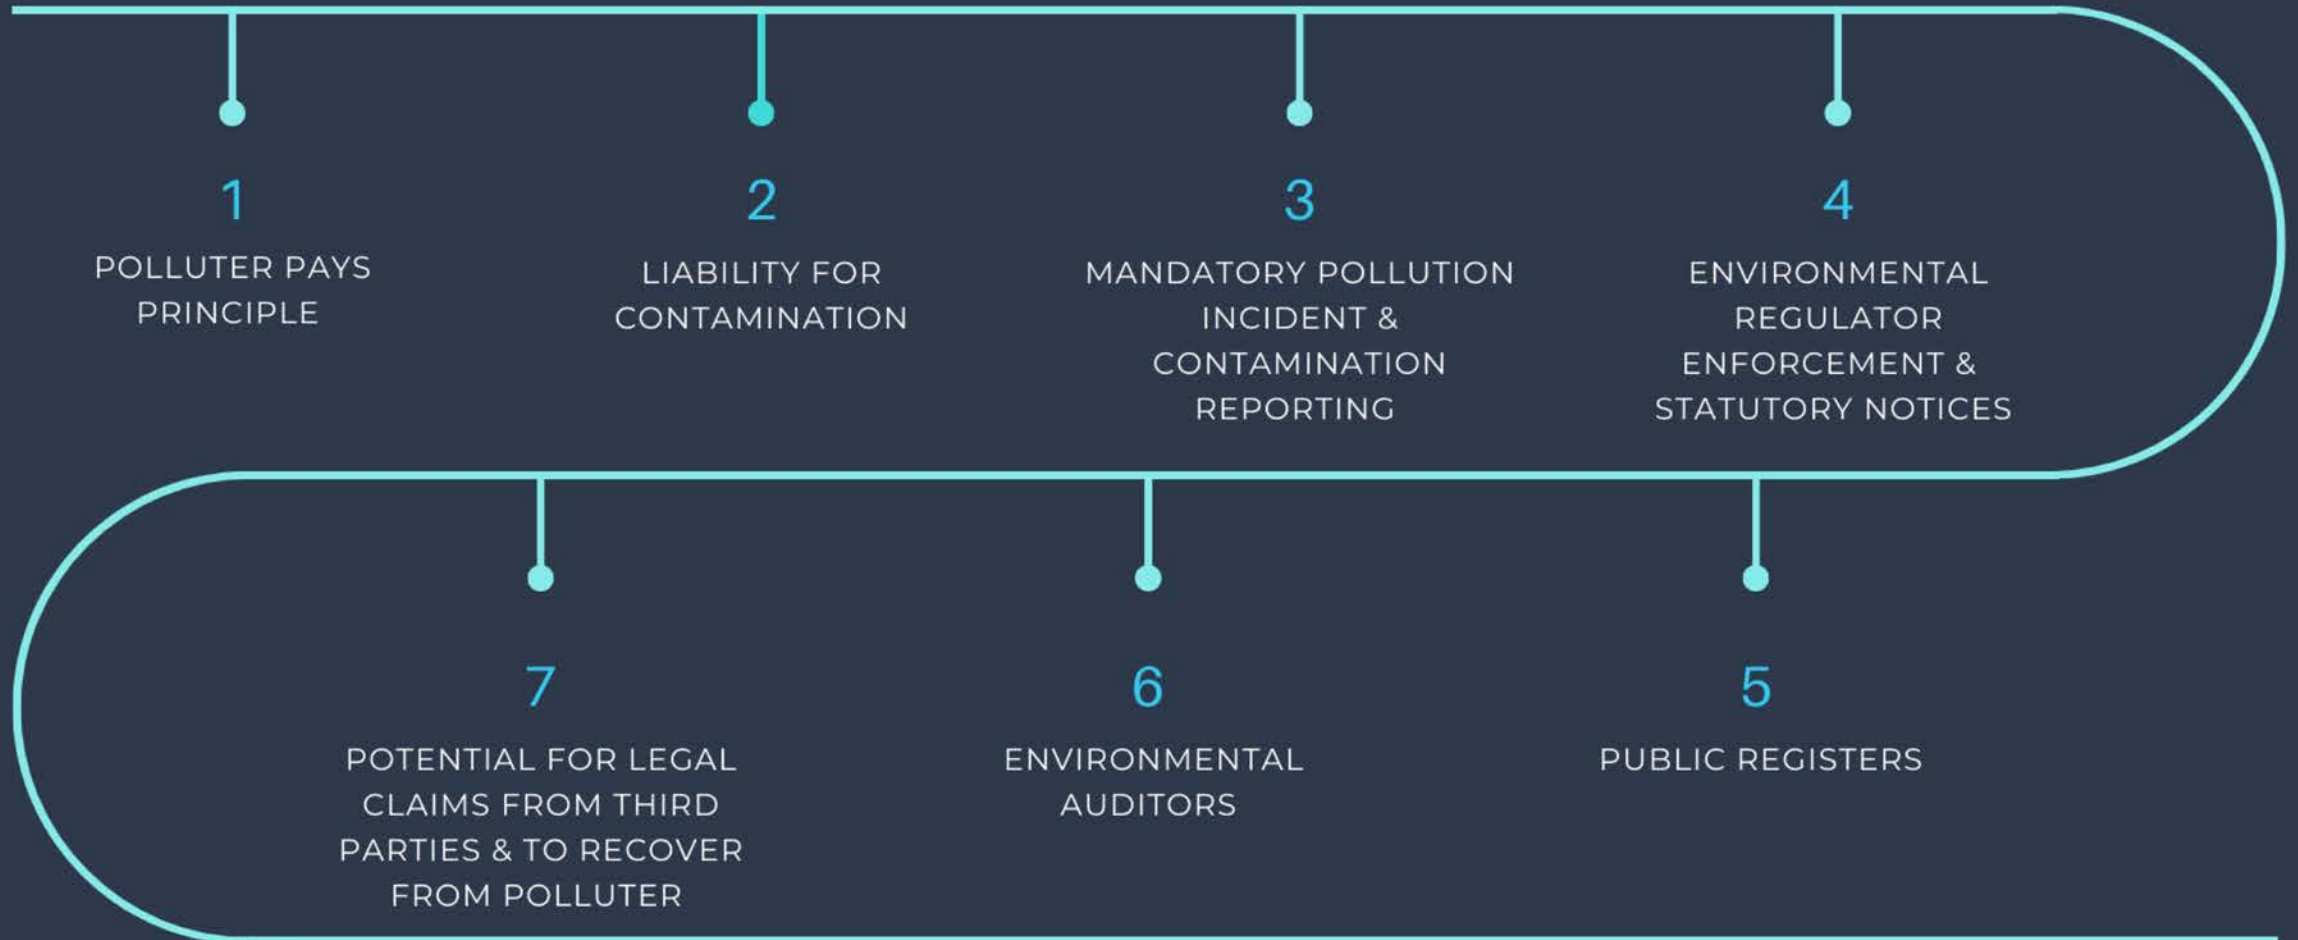 1
POLLUTER PAYS
PRINCIPLE
2
LIABILITY FOR
CONTAMINATION
3
MANDATORY POLLUTION
INCIDENT &
CONTAMINATION
REPORTING
4
ENVIRONMENTAL
REGULATOR
ENFORCEMENT &
STATUTORY NOTICES
5
PUBLIC REGISTERS
6
ENVIRONMENTAL
AUDITORS
7
POTENTIAL FOR LEGAL
CLAIMS FROM THIRD
PARTIES & TO RECOVER
FROM POLLUTER